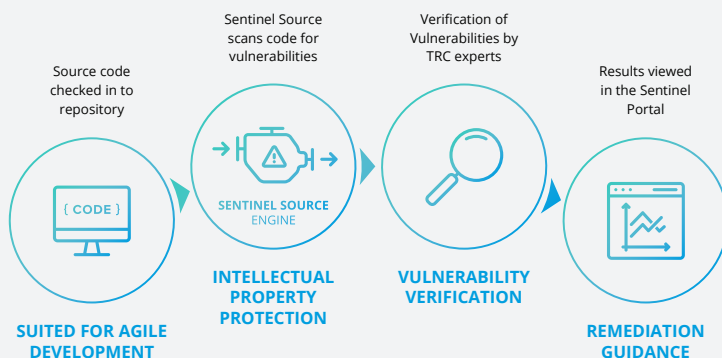 Source code
checked in to
repository
{ CODE }
SUITED FOR AGILE
DEVELOPMENT
Sentinel Source
scans code for
vulnerabilities
SENTINEL SOURCE
ENGINE
INTELLECTUAL
PROPERTY
PROTECTION
Verification of
Vulnerabilities by
TRC experts
VULNERABILITY
VERIFICATION
Results viewed
in the Sentinel
Portal
REMEDIATION
GUIDANCE